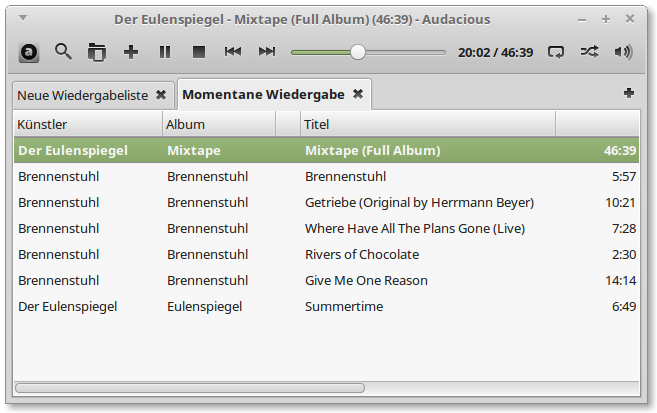 Der Eulenspiegel - Mixtape (Full Album) (46:39) - Audacious
a 20:02 / 46:39
Neue Wiedergabeliste Momentane Wiedergabe
Künstler Album Titel
Der Eulenspiegel Mixtape Mixtape (Full Album) 46:39
Brennenstuhl Brennenstuhl Brennenstuhl 5:57
Brennenstuhl Brennenstuhl Getriebe (Original by Herrmann Beyer) 10:21
Brennenstuhl Brennenstuhl Where Have All The Plans Gone (Live) 7:28
Brennenstuhl Brennenstuhl Rivers of Chocolate 2:30
Brennenstuhl Brennenstuhl Give Me One Reason 14:14
Der Eulenspiegel Eulenspiegel Summertime 6:49